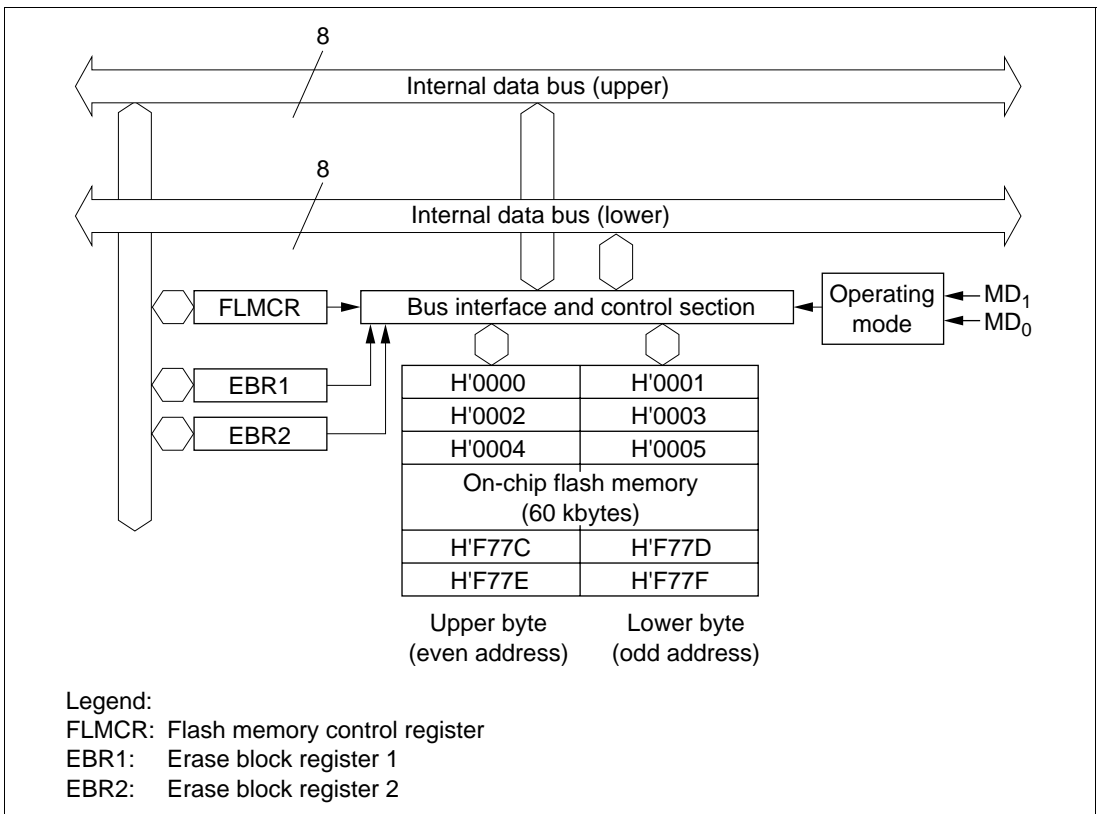 8
Internal data bus (upper)
8
Internal data bus (lower)
FLMCR
Bus interface and control section
Operating
mode
MD1
MD0
EBR1
EBR2
H'0000 H'0001
H'0002 H'0003
H'0004 H'0005
On-chip flash memory
(60 kbytes)
H'F77C H'F77D
H'F77E H'F77F
Upper byte Lower byte
(even address) (odd address)
Legend:
FLMCR: Flash memory control register
EBR1: Erase block register 1
EBR2: Erase block register 2